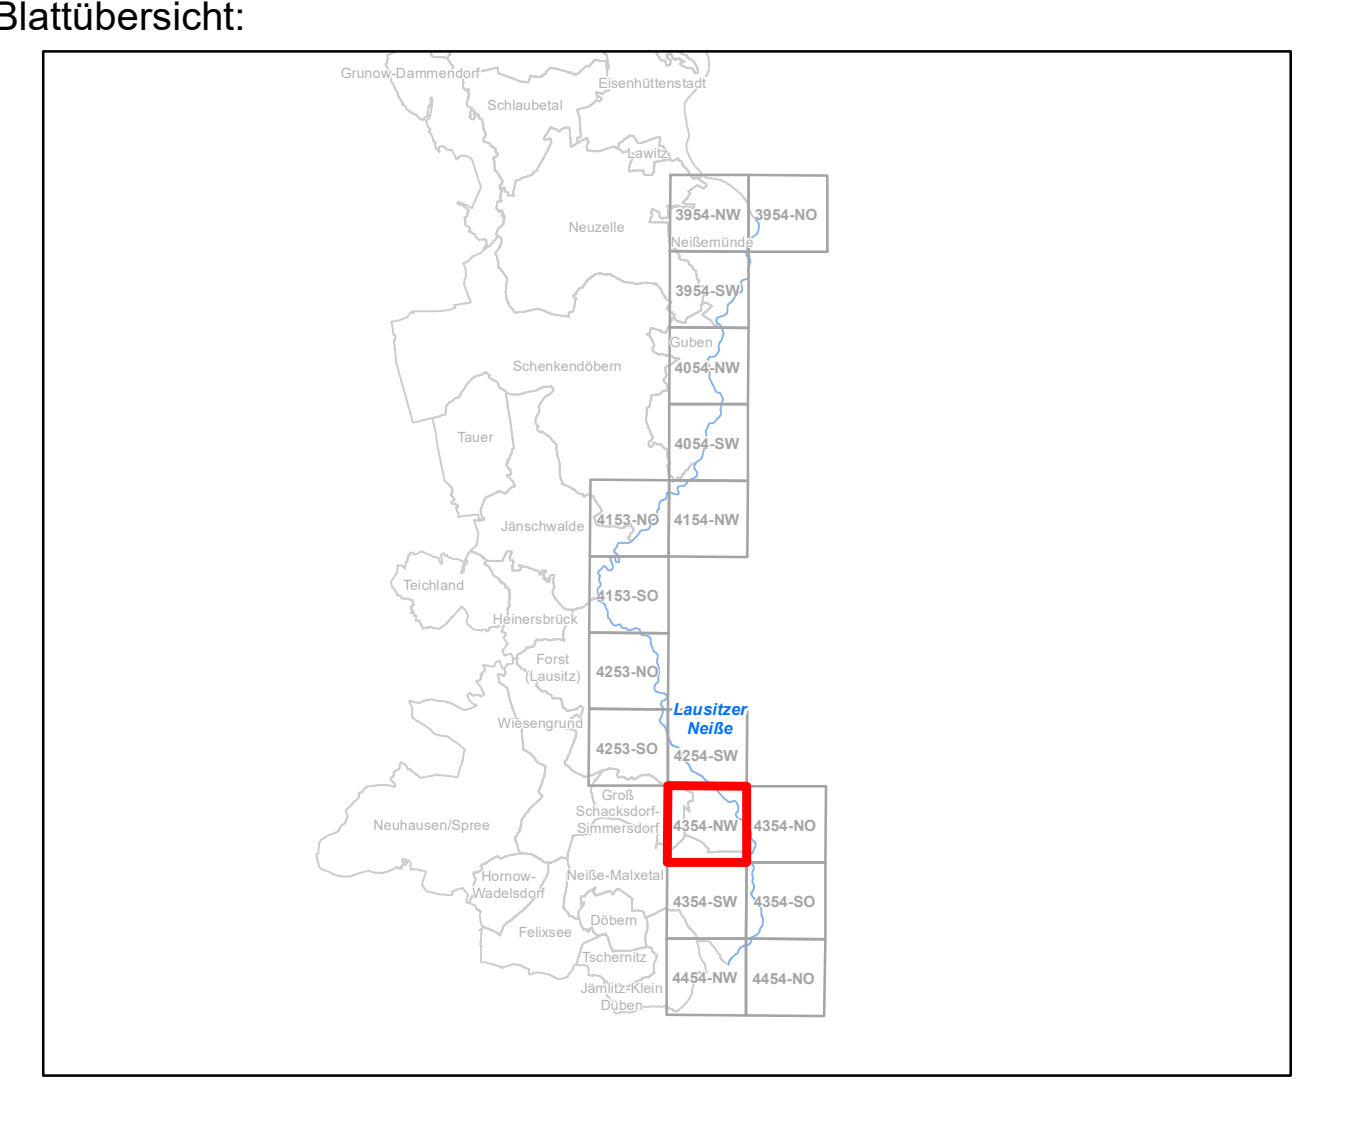 Blattübersicht:
Grunow-Dammendorf
Eisenhüttenstadt
Schlaubetal
Lawitz
3954-NW
3954-NO
Neuzelle
Neißemünde
3954-SW
Guben
Schenkendöbern
4054-NW
Tauer
4054-SW
Jänschwalde
4153-NO
4154-NW
Teichland
4153-SO
Heinersbrück
Forst
(Lausitz)
4253-NO
Lausitzer
Neiße
Wiesengrund
4253-SO
4254-SW
Groß
Schacksdorf-
Simmersdorf
Neuhausen/Spree
4354-NW
4354-NO
Hornow-
Wadelsdorf
Neiße-Malxetal
4354-SW
4354-SO
Döbern
Felixsee
Tschernitz
4454-NW
4454-NO
Jämlitz-Klein
Düben